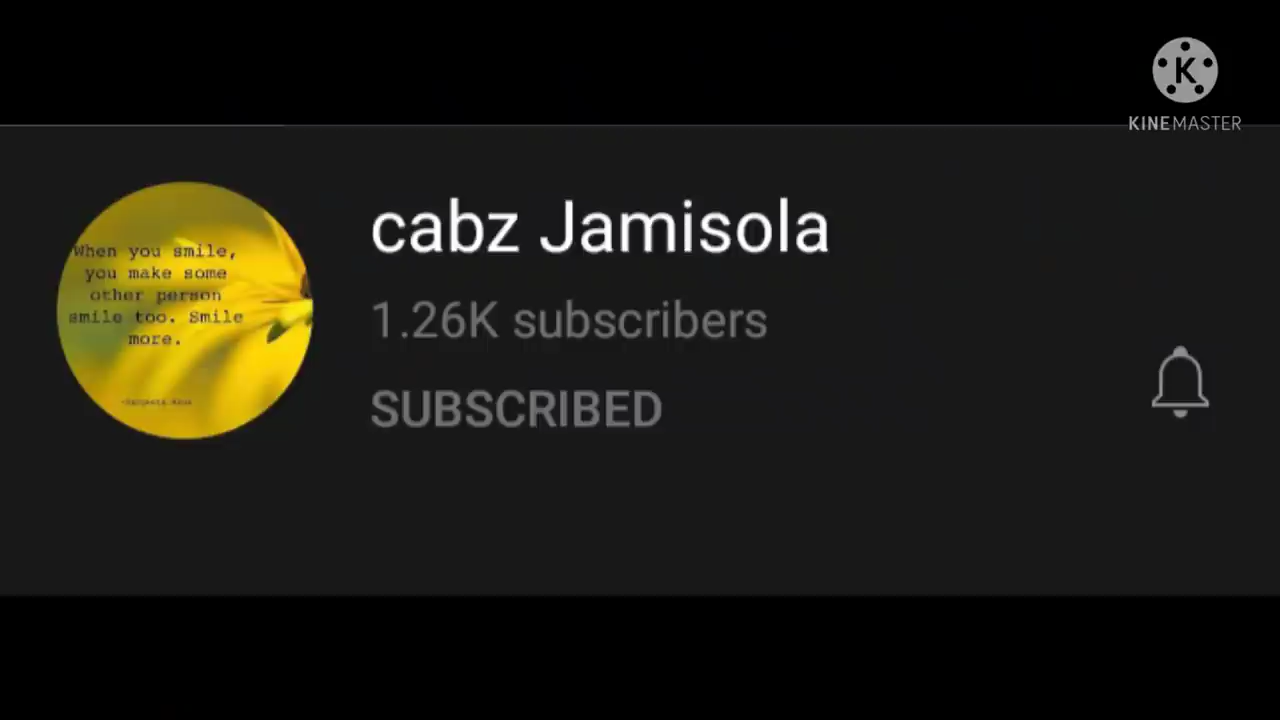 K
KINEMASTER
cabz Jamisola
1.26K subscribers
SUBSCRIBED
When you smile,
you make some
other person
smile too. Smile
more.